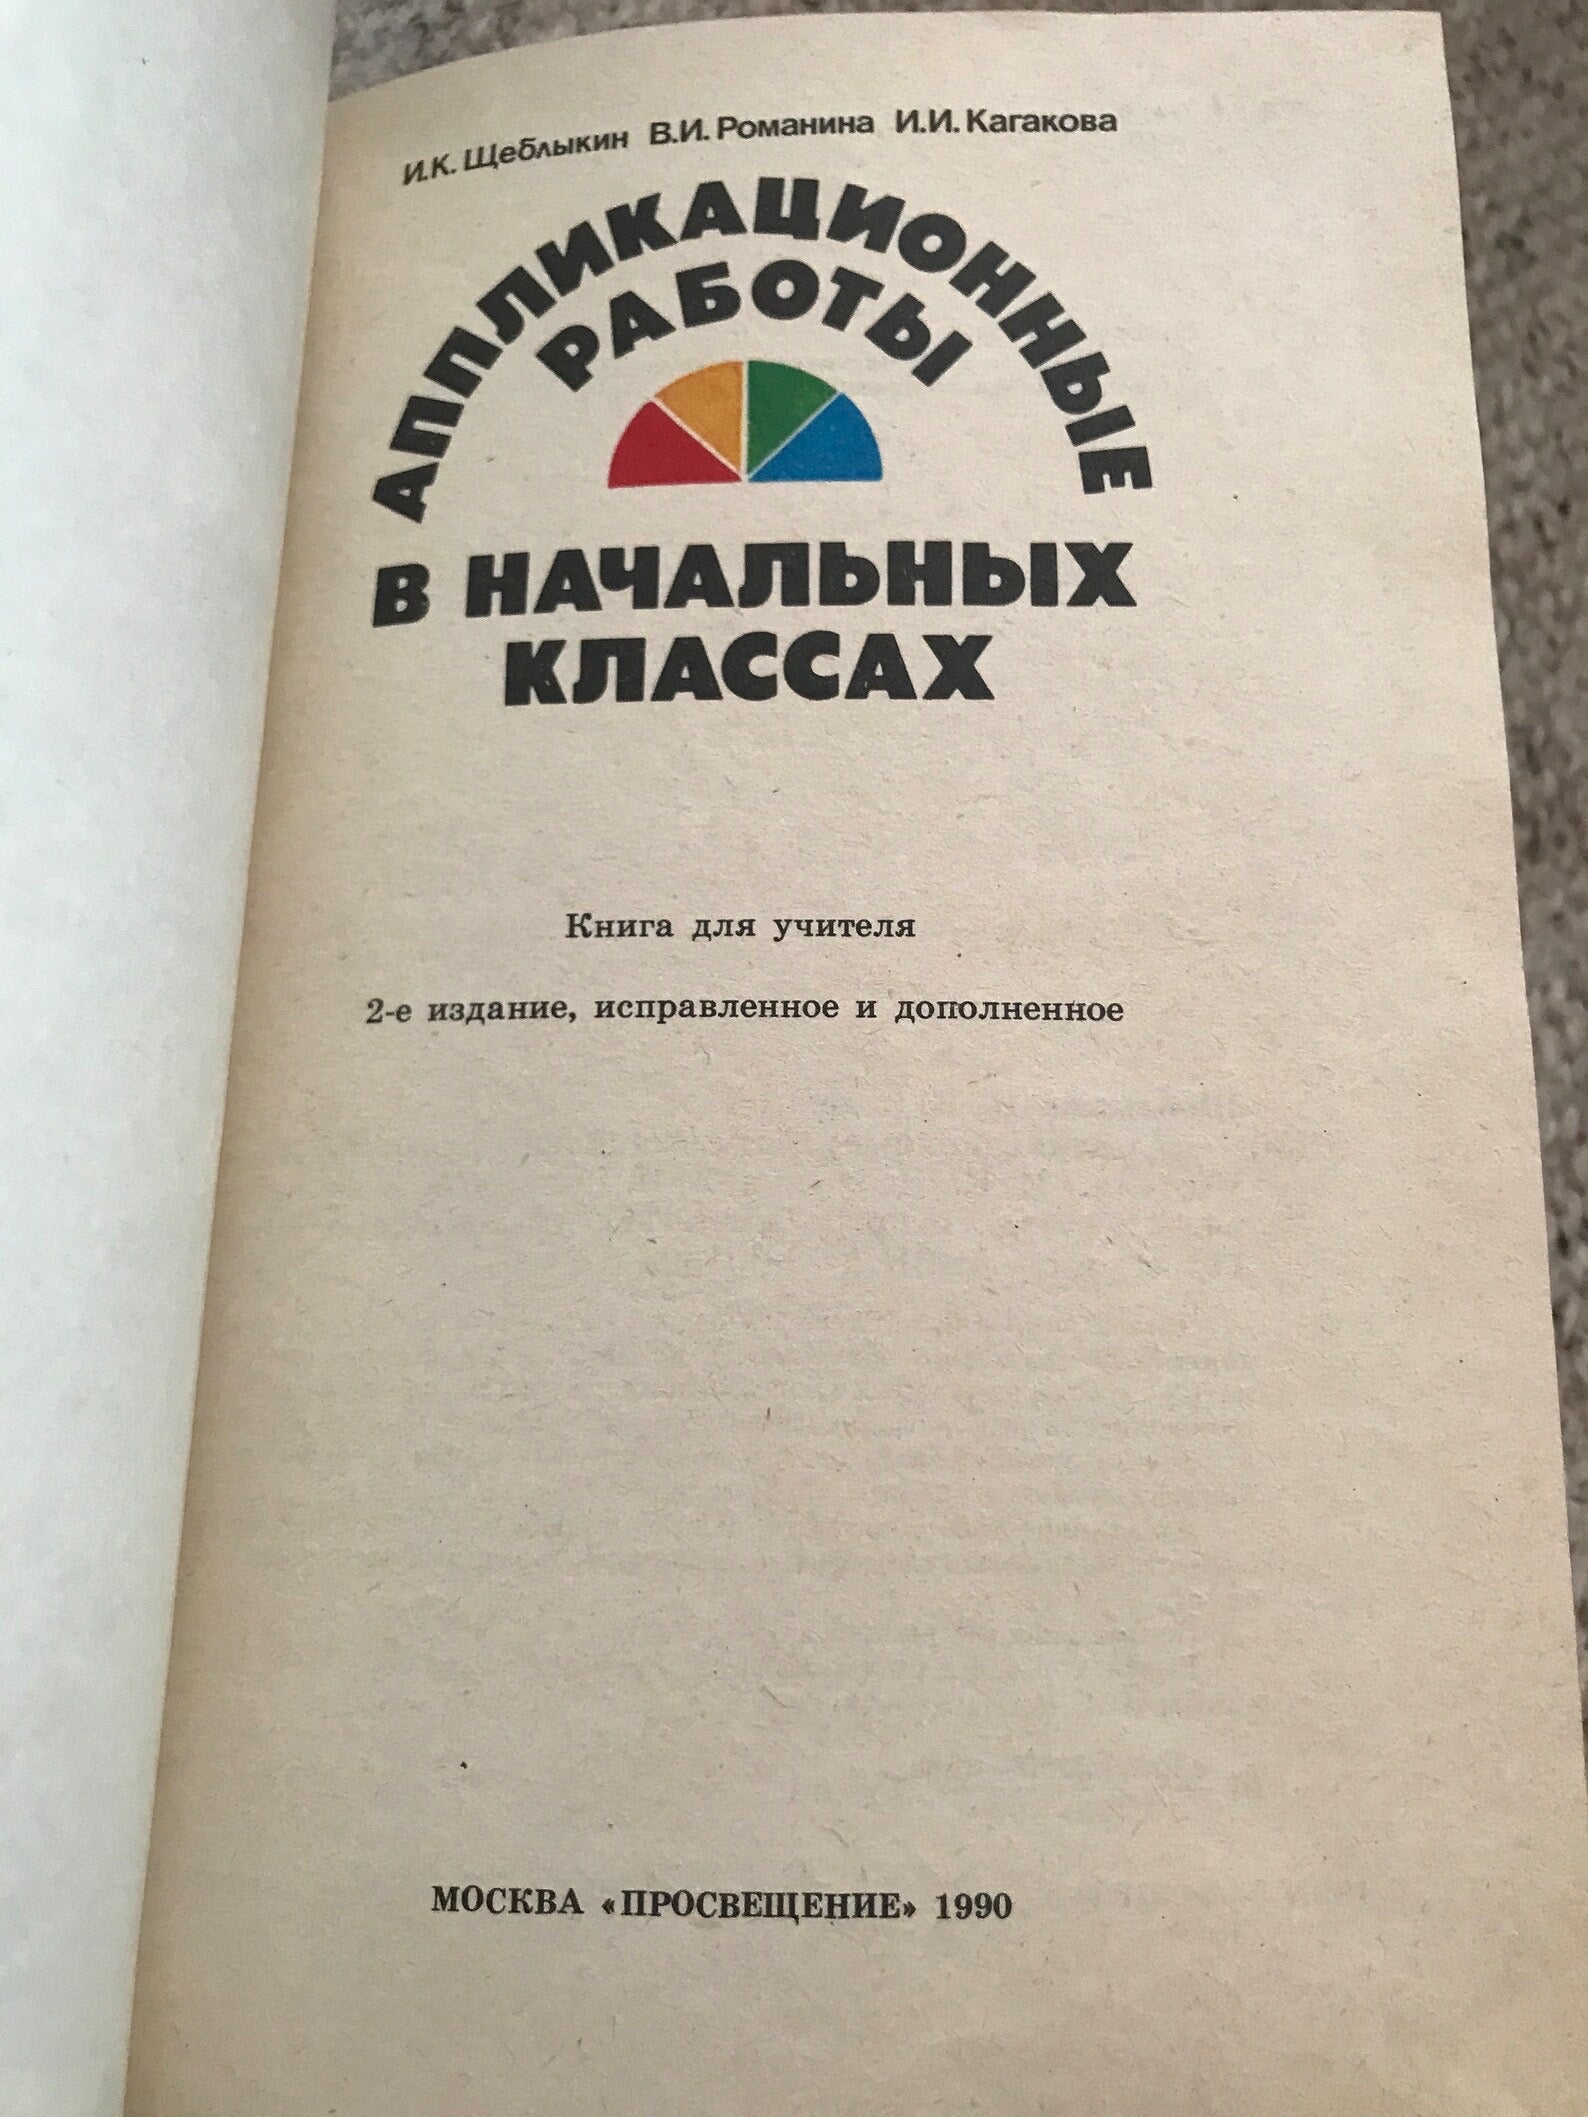 И.К. Щеблыкин В.И. Романина И.И. Кагакова
АППЛИКАЦИОННЫЕ
РАБОТЫ
В НАЧАЛЬНЫХ
КЛАССАХ
Книга для учителя
2-е издание, исправленное и дополненное
МОСКВА «ПРОСВЕЩЕНИЕ» 1990